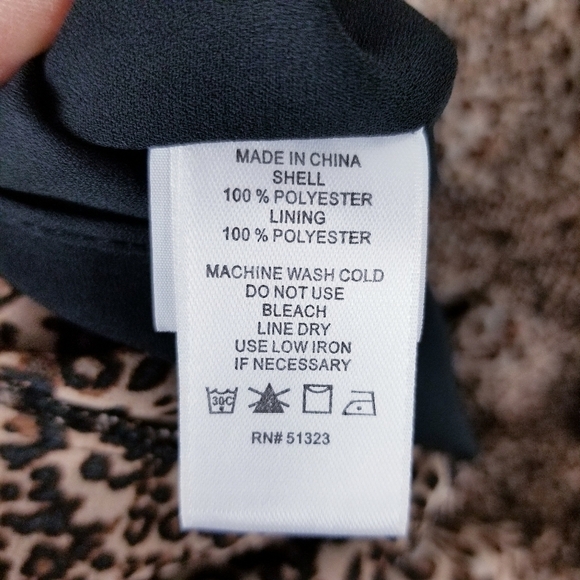 MADE IN CHINA
SHELL
100 % POLYESTER
LINING
100 % POLYESTER
MACHINE WASH COLD
DO NOT USE
BLEACH
LINE DRY
USE LOW IRON
IF NECESSARY
30C
RN# 51323